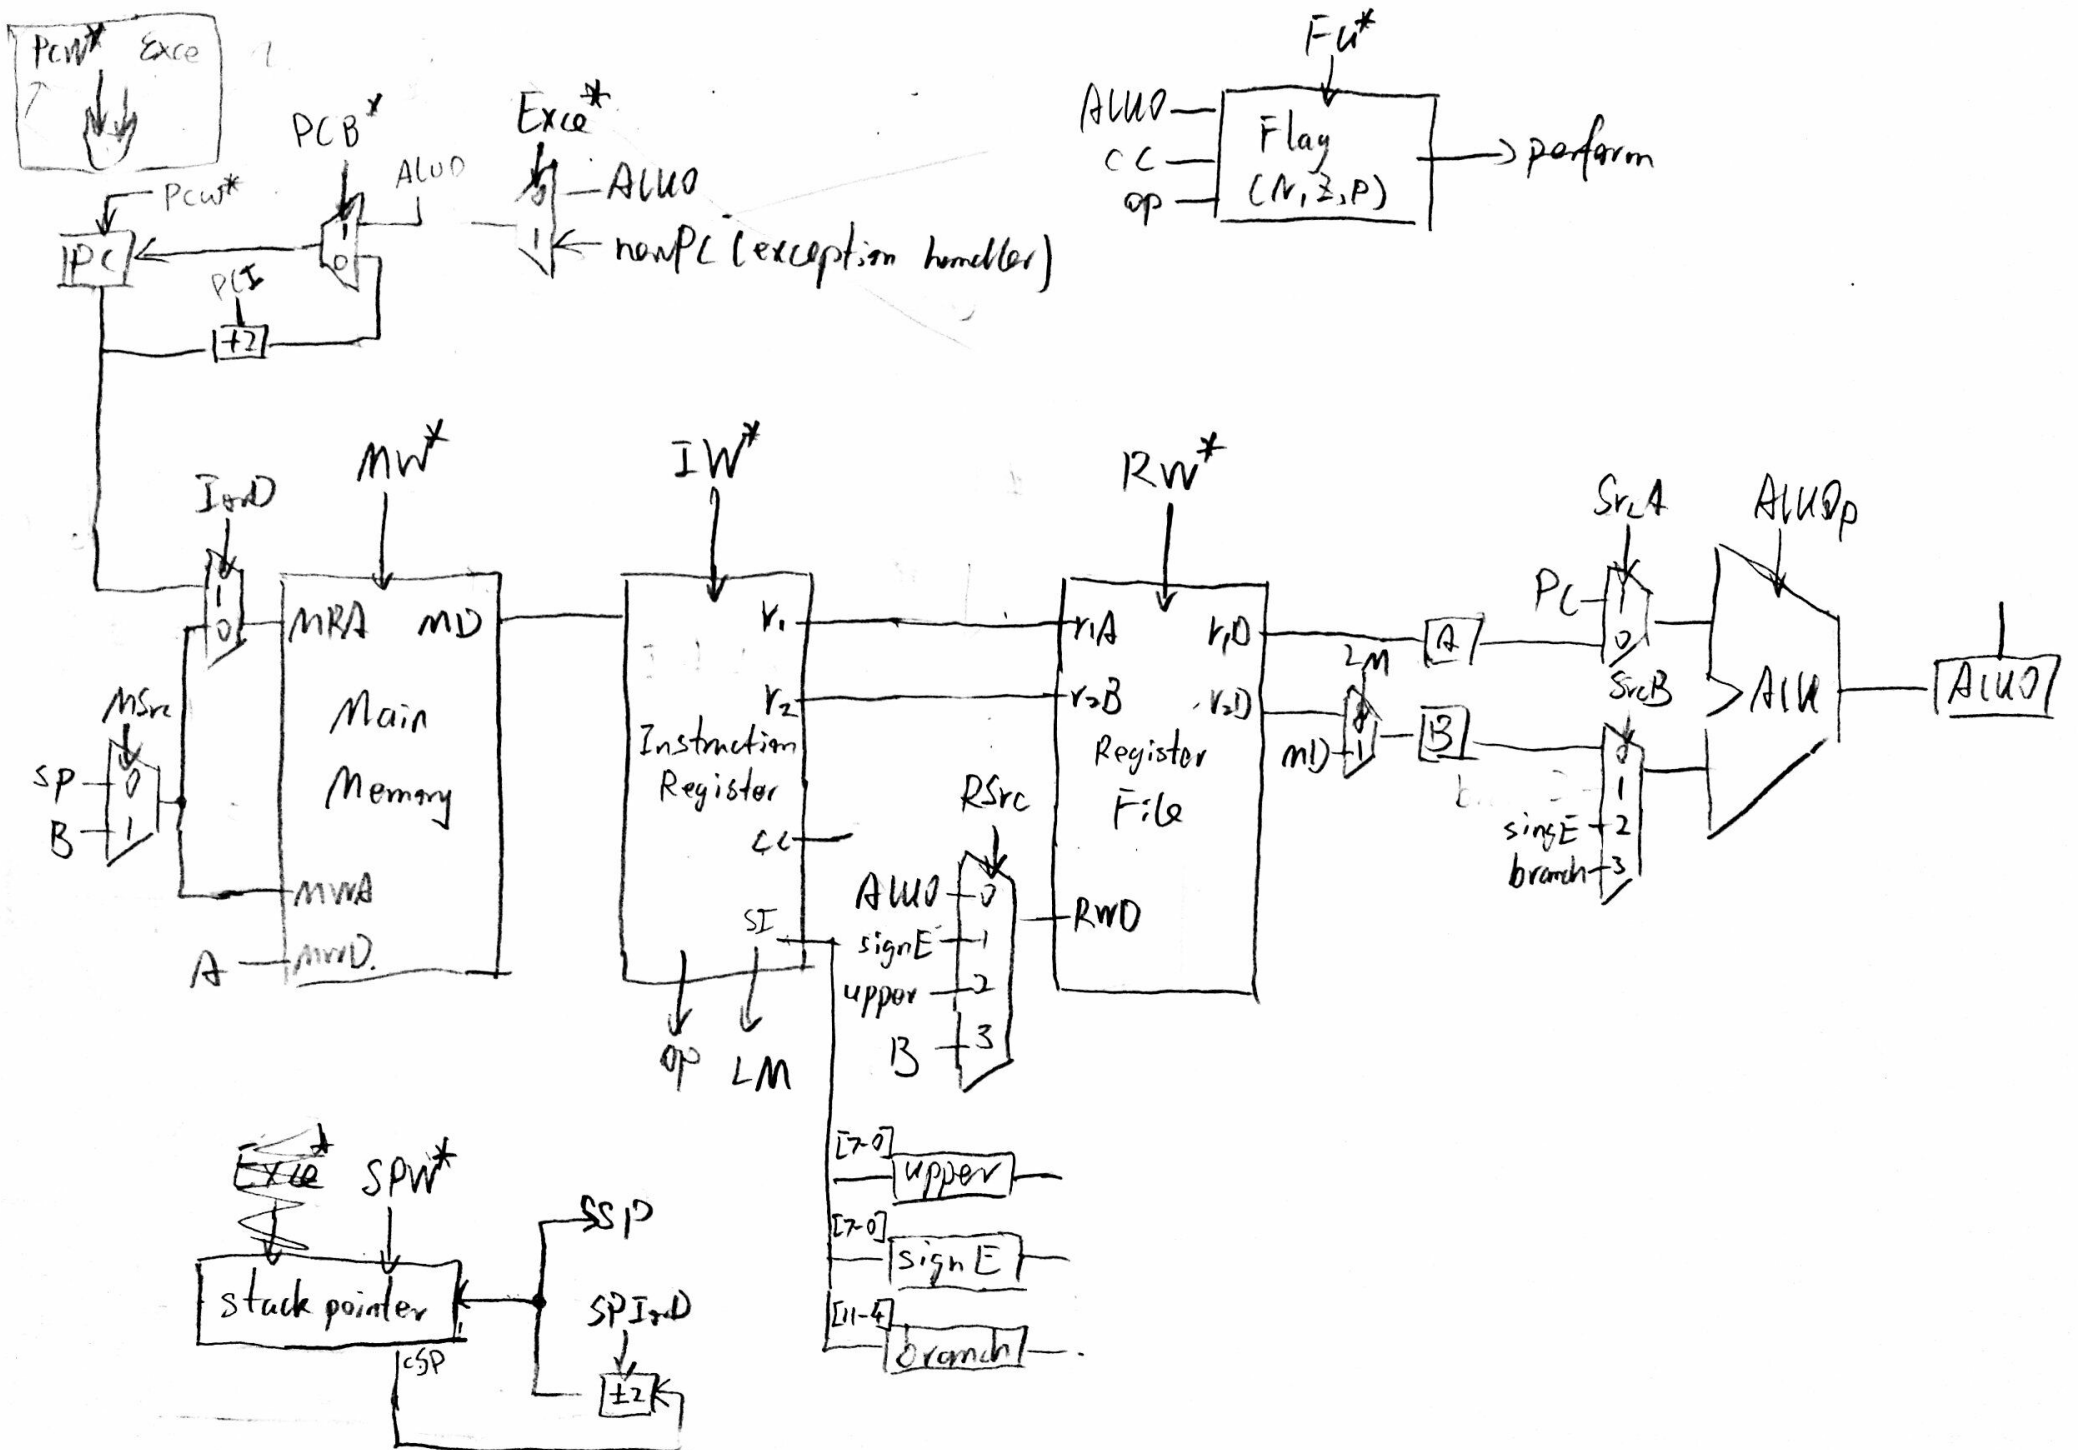 PCW* Exce
Fu*
PCB*
Exce*
ALUO
Flag
(N, Z, P)
perform
CC
op
PCW*
ALUO
0 ALUO
1 newPC (exception handler)
PC
1
0
PCI
+2
IorD
MW*
IW*
RW*
SrcA
ALUOp
1
0
MRA MD
r1
r1A r1D
A
PC 1
0
LM
Main
Memory
r2
r2B r2D
0
MD 1
B
SrcB
ALU
ALUO
MSrc
SP 0
B 1
Instruction
Register
Register
File
RSrc
0
1
singE 2
branch 3
CC
MWA
ALUO 0
signE 1
upper 2
B 3
RWD
SI
A MWD.
op LM
Exce*
SPW*
[7-0]
upper
SP
[7-0]
signE
stack pointer
SPIorD
[11-4]
branch
cSP
±2